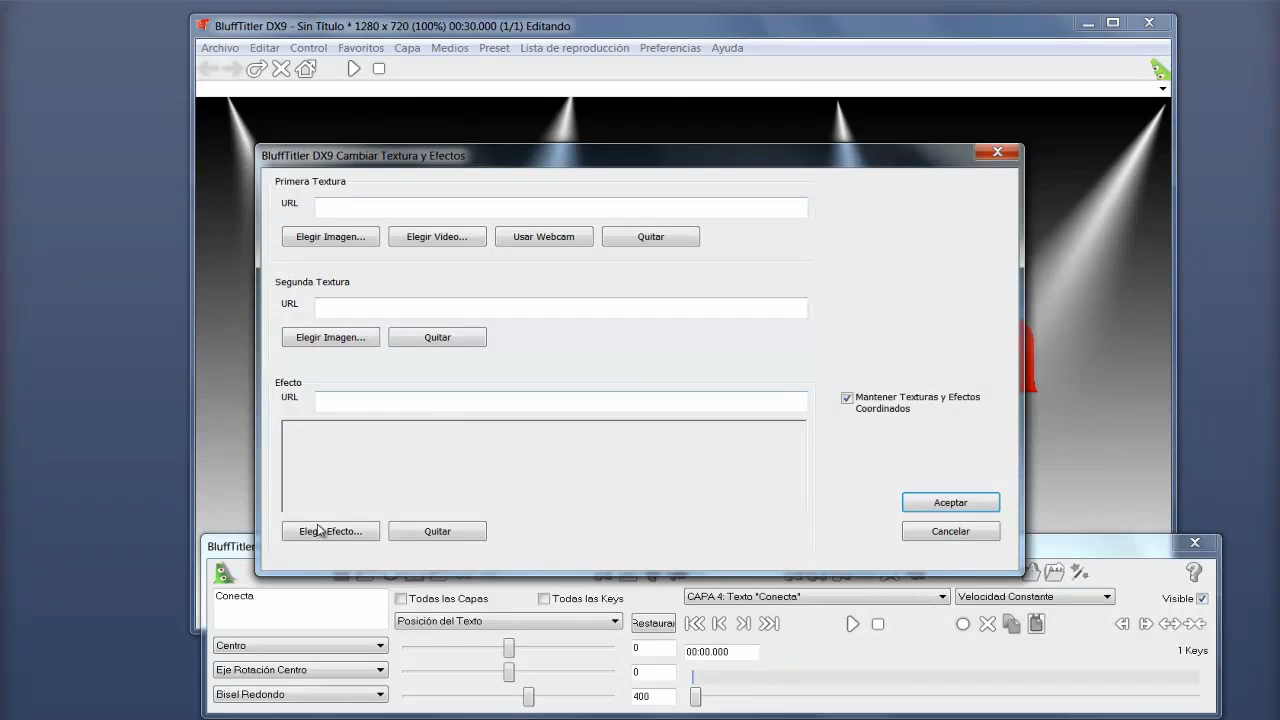 BluffTitler DX9 - Sin Título * 1280 x 720 (100%) 00:30.000 (1/1) Editando
Archivo Editar Control Favoritos Capa Medios Preset Lista de reproducción Preferencias Ayuda
BluffTitler DX9 Cambiar Textura y Efectos
Primera Textura
URL
Elegir Imagen... Elegir Video... Usar Webcam Quitar
Segunda Textura
URL
Elegir Imagen... Quitar
Efecto
URL
Mantener Texturas y Efectos
Coordinados
Aceptar
Elegir Efecto... Quitar Cancelar
BluffTitler
Conecta
Todas las Capas Todas las Keys CAPA 4: Texto "Conecta" Velocidad Constante Visible
Posición del Texto Restaurar
Centro 0 00:00.000 1 Keys
Eje Rotación Centro 0
Bisel Redondo 400